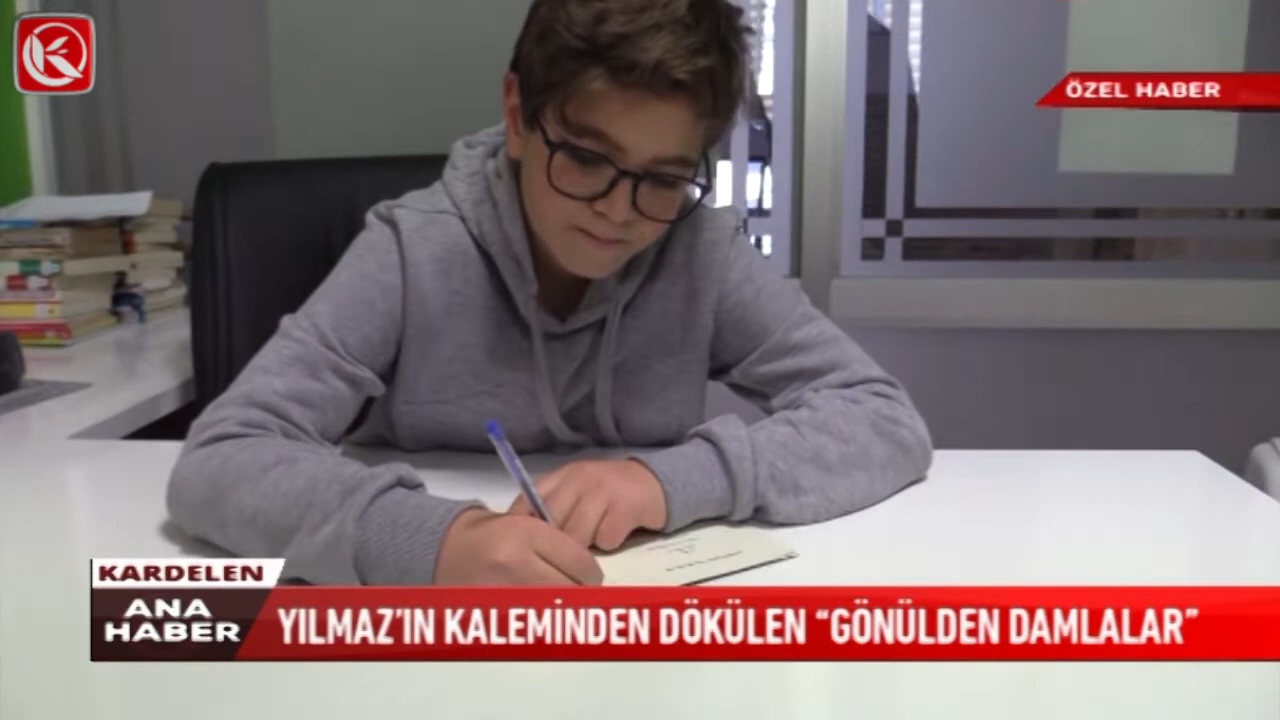 ÖZEL HABER
KARDELEN
ANA
HABER
YILMAZ'IN KALEMİNDEN DÖKÜLEN “GÖNÜLDEN DAMLALAR”